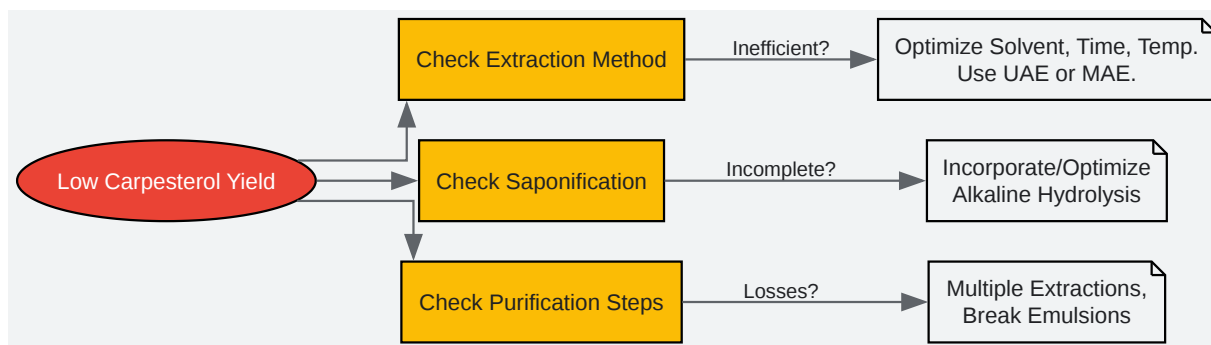 Low Carpesterol Yield
Check Extraction Method
Inefficient?
Optimize Solvent, Time, Temp.
Use UAE or MAE.
Check Saponification
Incomplete?
Incorporate/Optimize
Alkaline Hydrolysis
Check Purification Steps
Losses?
Multiple Extractions,
Break Emulsions